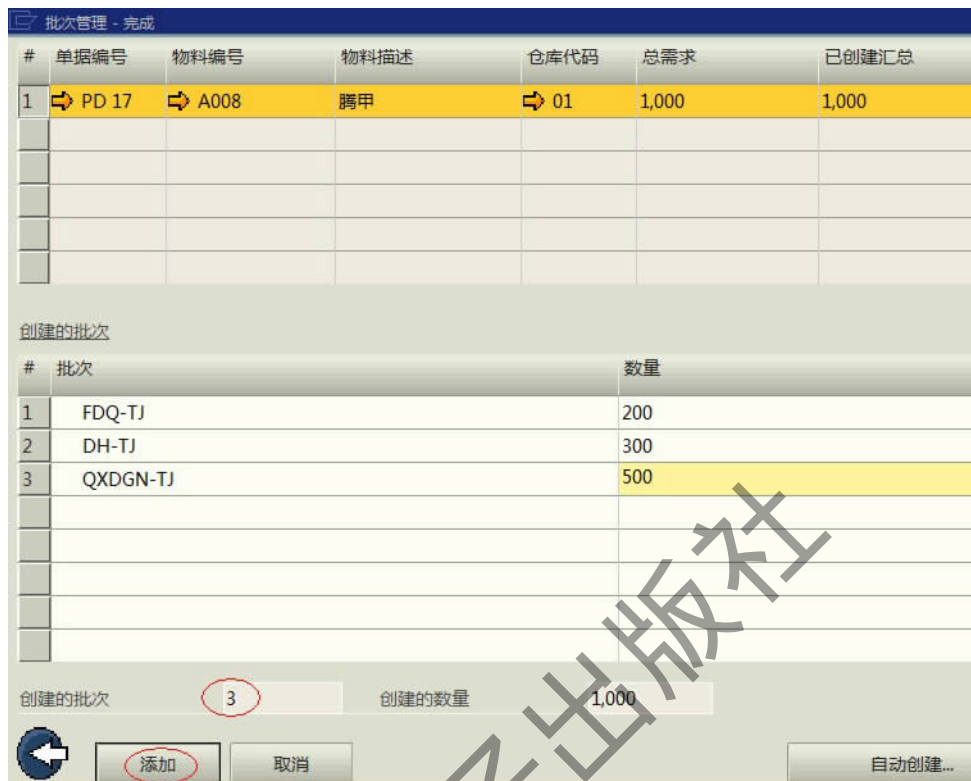 批次管理 - 完成
# 单据编号 物料编号 物料描述 仓库代码 总需求 已创建汇总
1 PD 17 A008 腾甲 01 1,000 1,000
创建的批次
# 批次 数量
1 FDQ-TJ 200
2 DH-TJ 300
3 QXDGN-TJ 500
创建的批次 3 创建的数量 1,000
添加 取消 自动创建...
子出版社